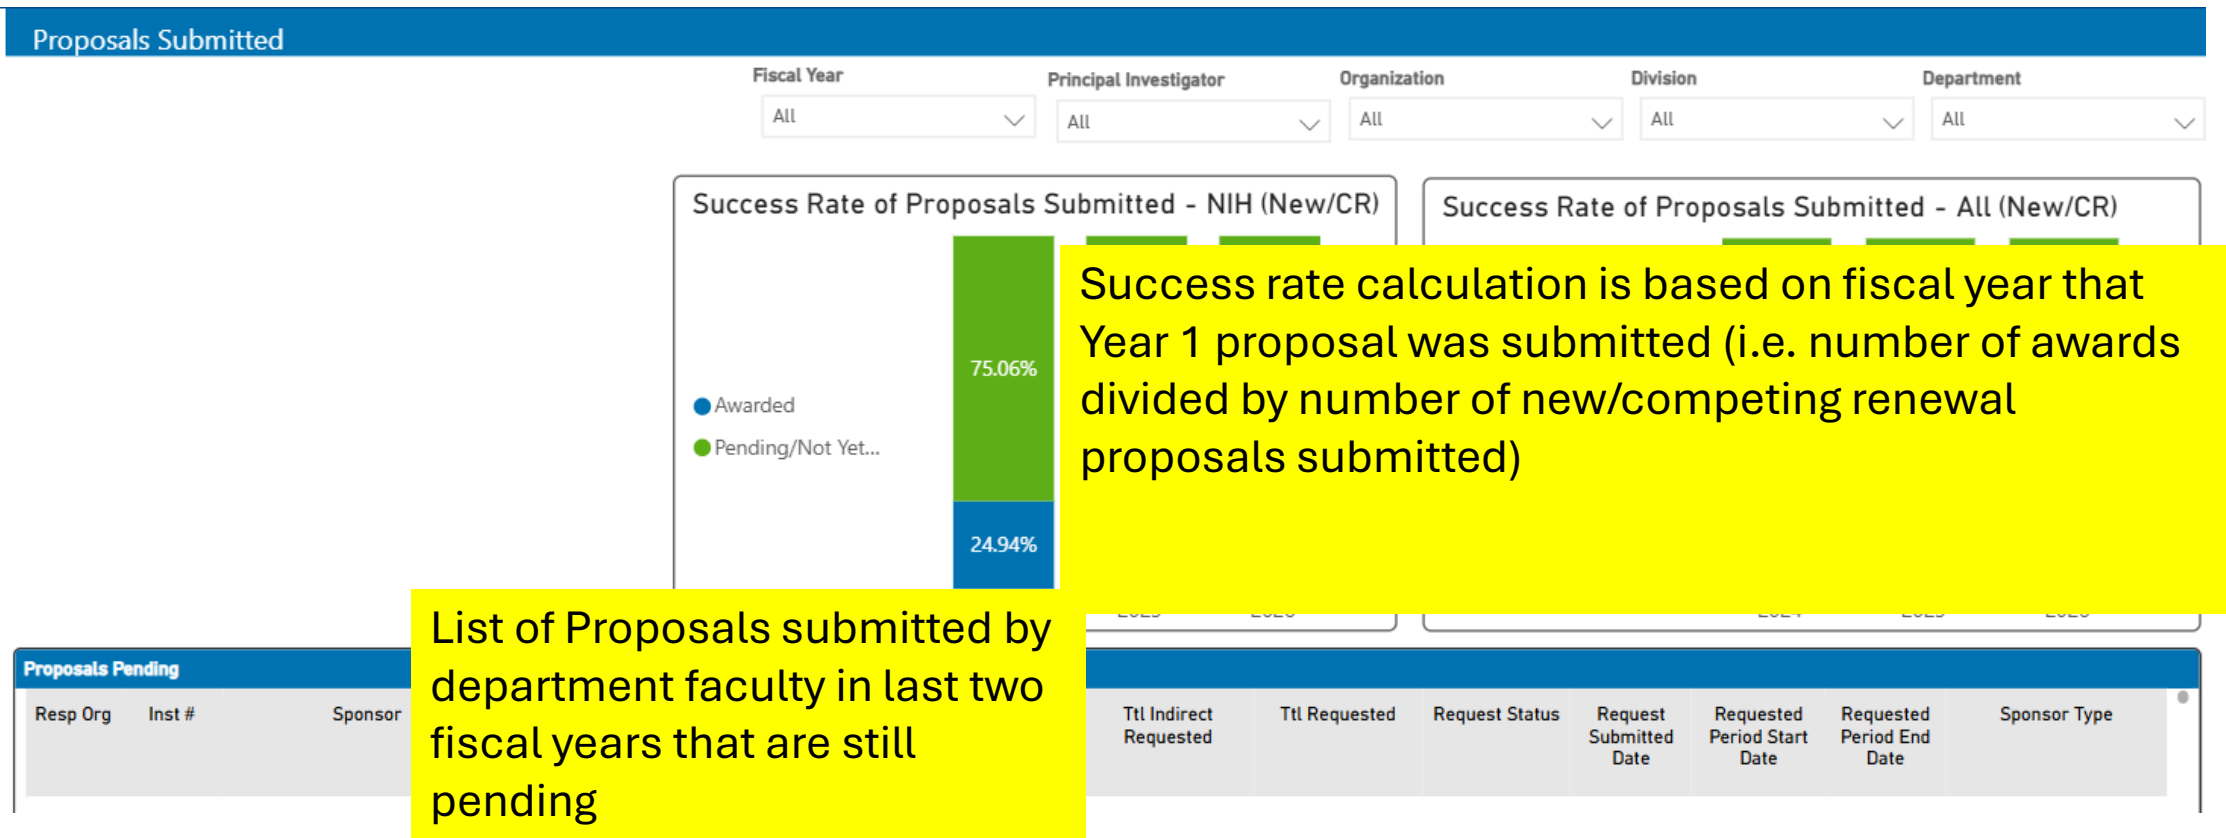 Proposals Submitted
Fiscal Year
Principal Investigator
Organization
Division
Department
All
All
All
All
All
Success Rate of Proposals Submitted - NIH (New/CR)
Success Rate of Proposals Submitted - All (New/CR)
Awarded
Pending/Not Yet...
75.06%
24.94%
Success rate calculation is based on fiscal year that
Year 1 proposal was submitted (i.e. number of awards
divided by number of new/competing renewal
proposals submitted)
List of Proposals submitted by
department faculty in last two
fiscal years that are still
pending
Proposals Pending
Resp Org
Inst #
Sponsor
Ttl Indirect
Requested
Ttl Requested
Request Status
Request
Submitted
Date
Requested
Period Start
Date
Requested
Period End
Date
Sponsor Type